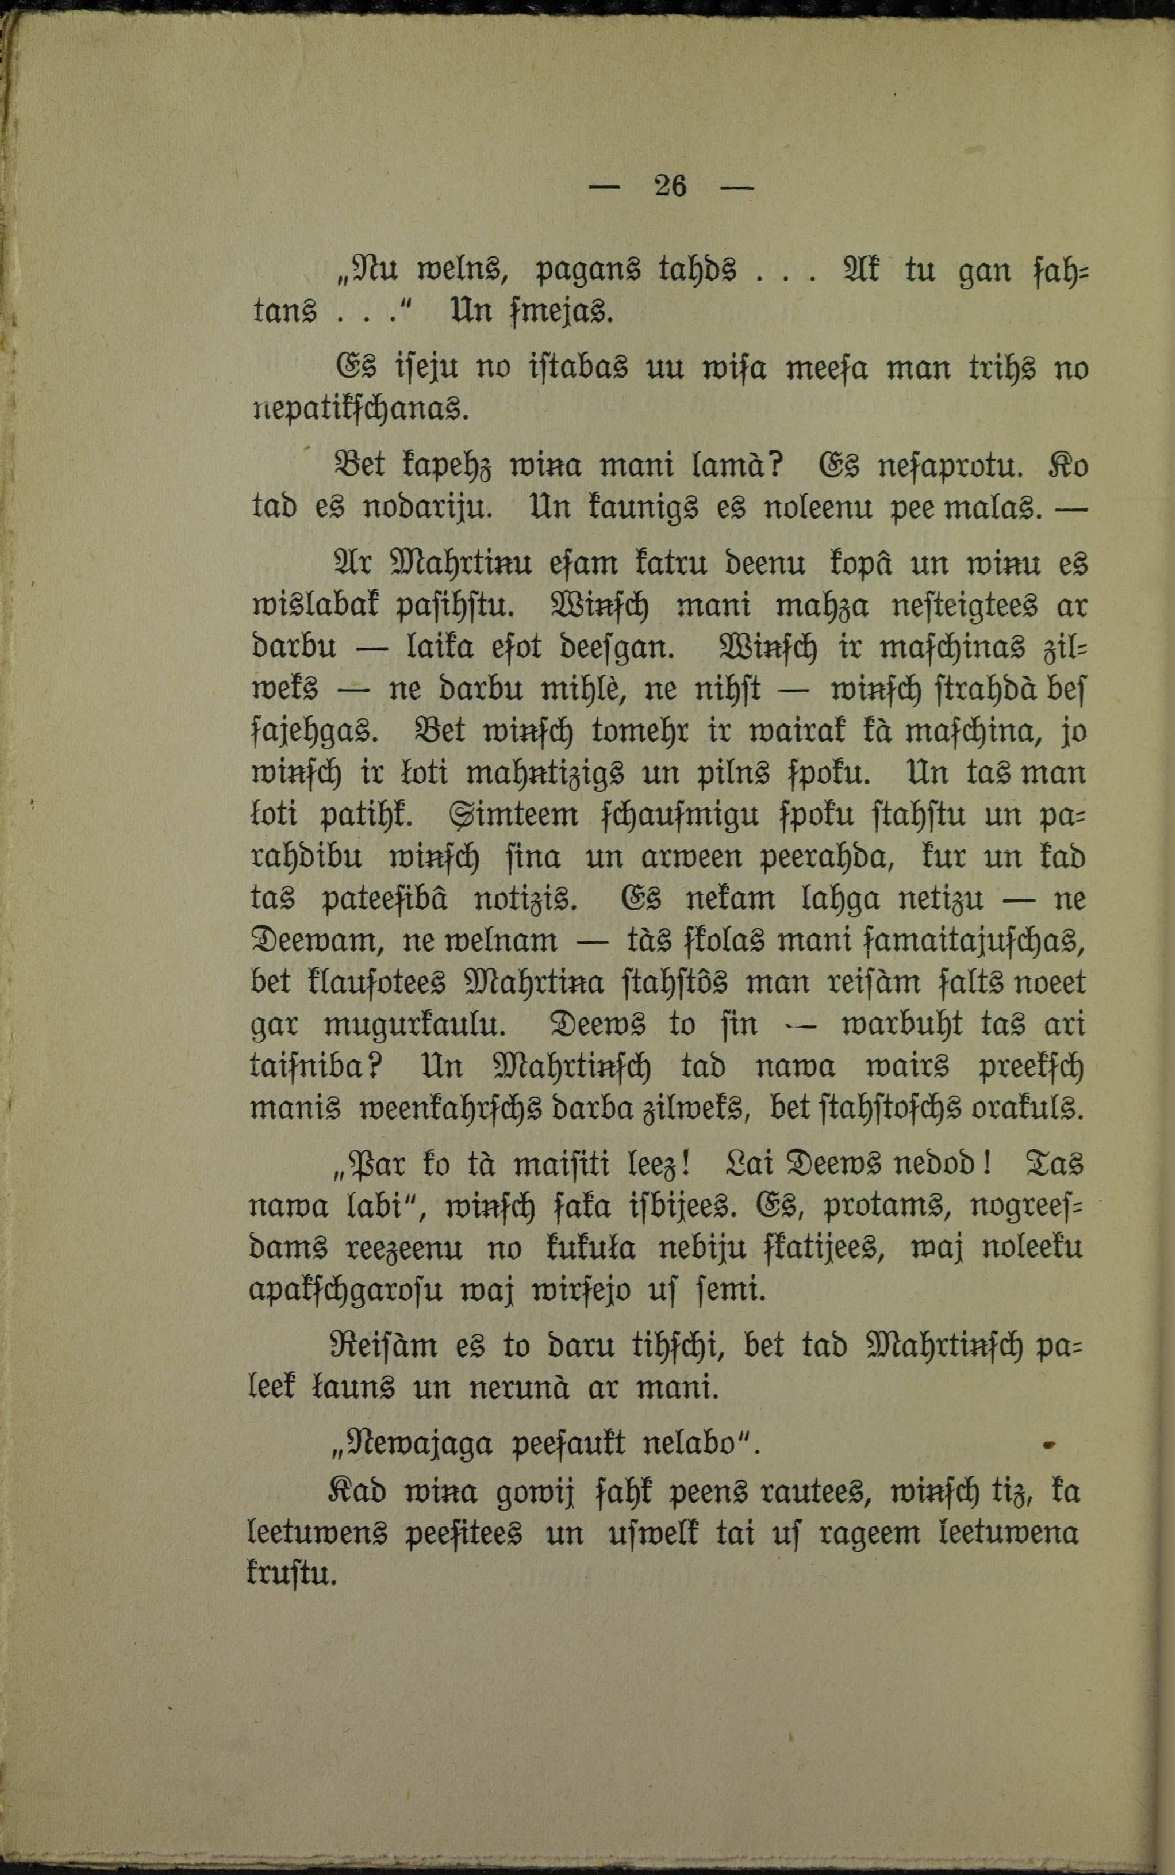 — 26 —
„Nu welns, pagans tahds . . . Ak tu gan ſah-
tans . . .“ Un ſmejas.
Es iſeju no iſtabas uu wiſa meeſa man trihs no
nepatikſchanas.
Bet kapehz wiņa mani lamà? Es neſaprotu. Ko
tad es nodariju. Un kaunigs es noleenu pee malas. —
Ar Mahrtiņu eſam katru deenu kopâ un wiņu es
wislabak paſihſtu. Wiņſch mani mahza neſteigtees ar
darbu — laika eſot deeſgan. Wiņſch ir maſchinas zil-
weks — ne darbu mihlè, ne nihſt — wiņſch ſtrahdà beſ
ſajehgas. Bet wiņſch tomehr ir wairak kà maſchina, jo
wiņſch ir łoti mahņtizigs un pilns ſpoku. Un tas man
łoti patihk. Simteem ſchauſmigu ſpoku ſtahſtu un pa-
rahdibu wiņſch ſina un arween peerahda, kur un kad
tas pateeſibâ notizis. Es nekam lahga netizu — ne
Deewam, ne welnam — tàs ſkolas mani ſamaitajuſchas,
bet klauſotees Mahrtiņa ſtahſtôs man reiſàm ſalts noeet
gar mugurkaulu. Deews to ſin — warbuht tas ari
taiſniba? Un Mahrtiņſch tad nawa wairs preekſch
manis weenkahrſchs darba zilweks, bet ſtahſtoſchs orakuls.
„Par ko tà maiſiti leez! Lai Deews nedod! Tas
nawa labi“, wiņſch ſaka iſbijees. Es, protams, nogreeſ-
dams reezeenu no kukuła nebiju ſkatijees, waj noleeku
apakſchgaroſu waj wirſejo uſ ſemi.
Reiſàm es to daru tihſchi, bet tad Mahrtiņſch pa-
leek łauns un nerunà ar mani.
„Newajaga peeſaukt nelabo“.
Kad wiņa gowij ſahk peens rautees, wiņſch tiz, ka
leetuwens peeſitees un uſwelk tai uſ rageem leetuwena
kruſtu.